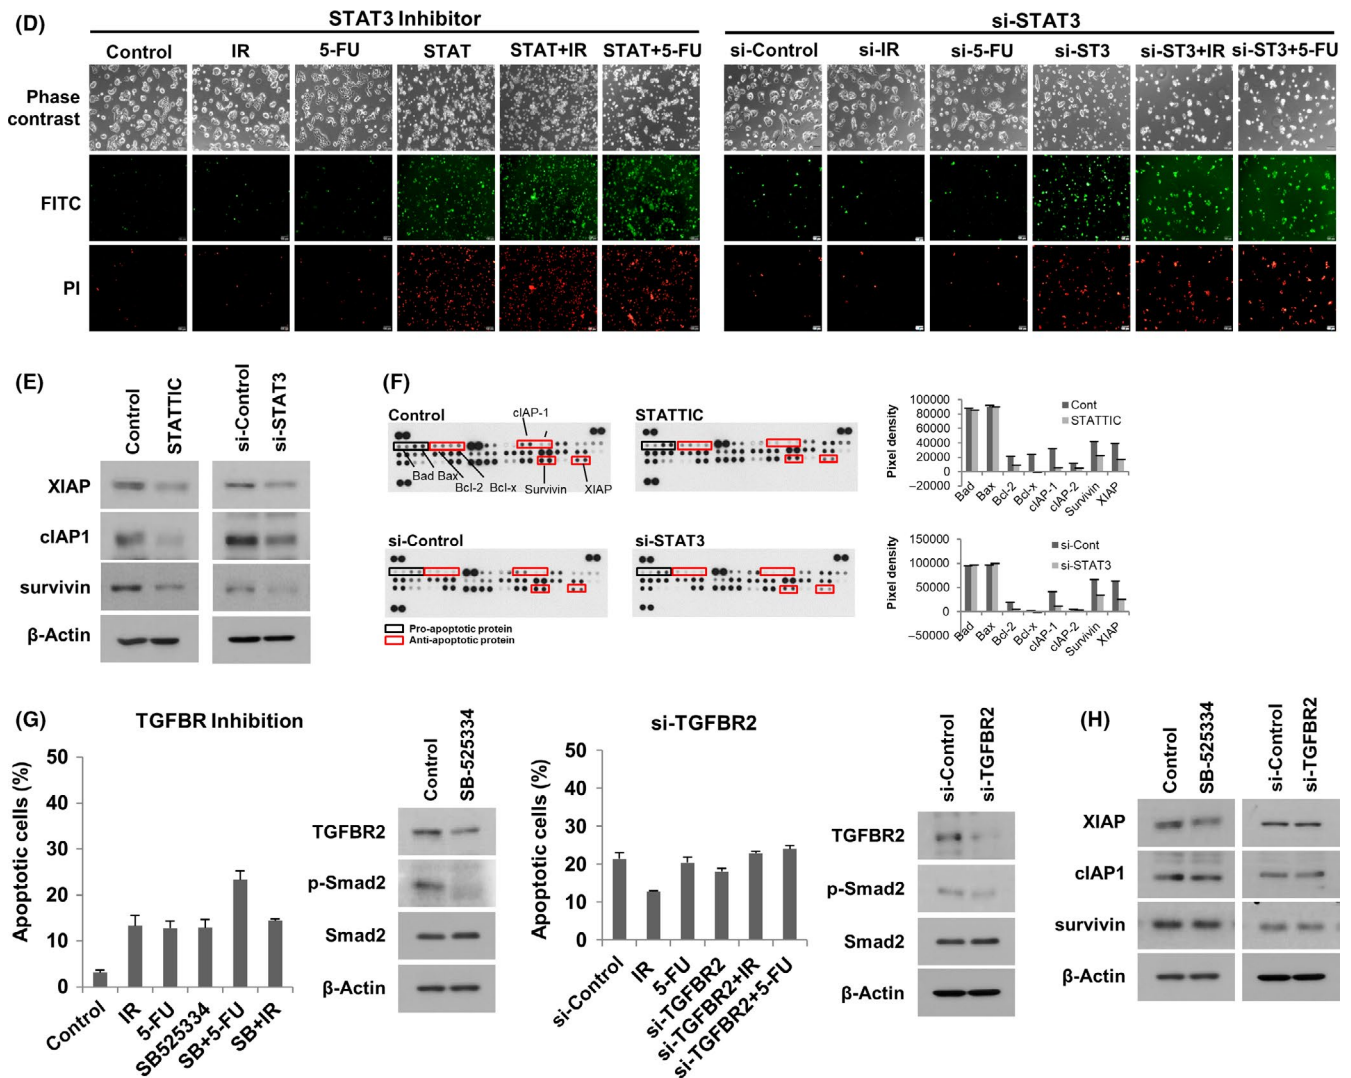 (D)
STAT3 Inhibitor
si-STAT3
Control IR 5-FU STAT STAT+IR STAT+5-FU
si-Control si-IR si-5-FU si-ST3 si-ST3+IR si-ST3+5-FU
Phase
contrast
FITC
PI
(E)
Control
STATTIC
si-Control
si-STAT3
XIAP
cIAP1
survivin
β-Actin
(F)
Control
cIAP-1
Bad Bax
Bcl-2 Bcl-x
Survivin
XIAP
STATTIC
si-Control
si-STAT3
Pro-apoptotic protein
Anti-apoptotic protein
Pixel density
100000
80000
60000
40000
20000
0
−20000
Cont
STATTIC
Bad
Bax
Bcl-2
Bcl-x
cIAP-1
cIAP-2
Survivin
XIAP
Pixel density
150000
100000
50000
0
−50000
si-Cont
si-STAT3
Bad
Bax
Bcl-2
Bcl-x
cIAP-1
cIAP-2
Survivin
XIAP
(G)
TGFBR Inhibition
Apoptotic cells (%)
50
40
30
20
10
0
Control
IR
5-FU
SB525334
SB+5-FU
SB+IR
Control
SB-525334
TGFBR2
p-Smad2
Smad2
β-Actin
si-TGFBR2
Apoptotic cells (%)
50
40
30
20
10
0
si-Control
IR
5-FU
si-TGFBR2
si-TGFBR2+IR
si-TGFBR2+5-FU
si-Control
si-TGFBR2
TGFBR2
p-Smad2
Smad2
β-Actin
(H)
Control
SB-525334
si-Control
si-TGFBR2
XIAP
cIAP1
survivin
β-Actin